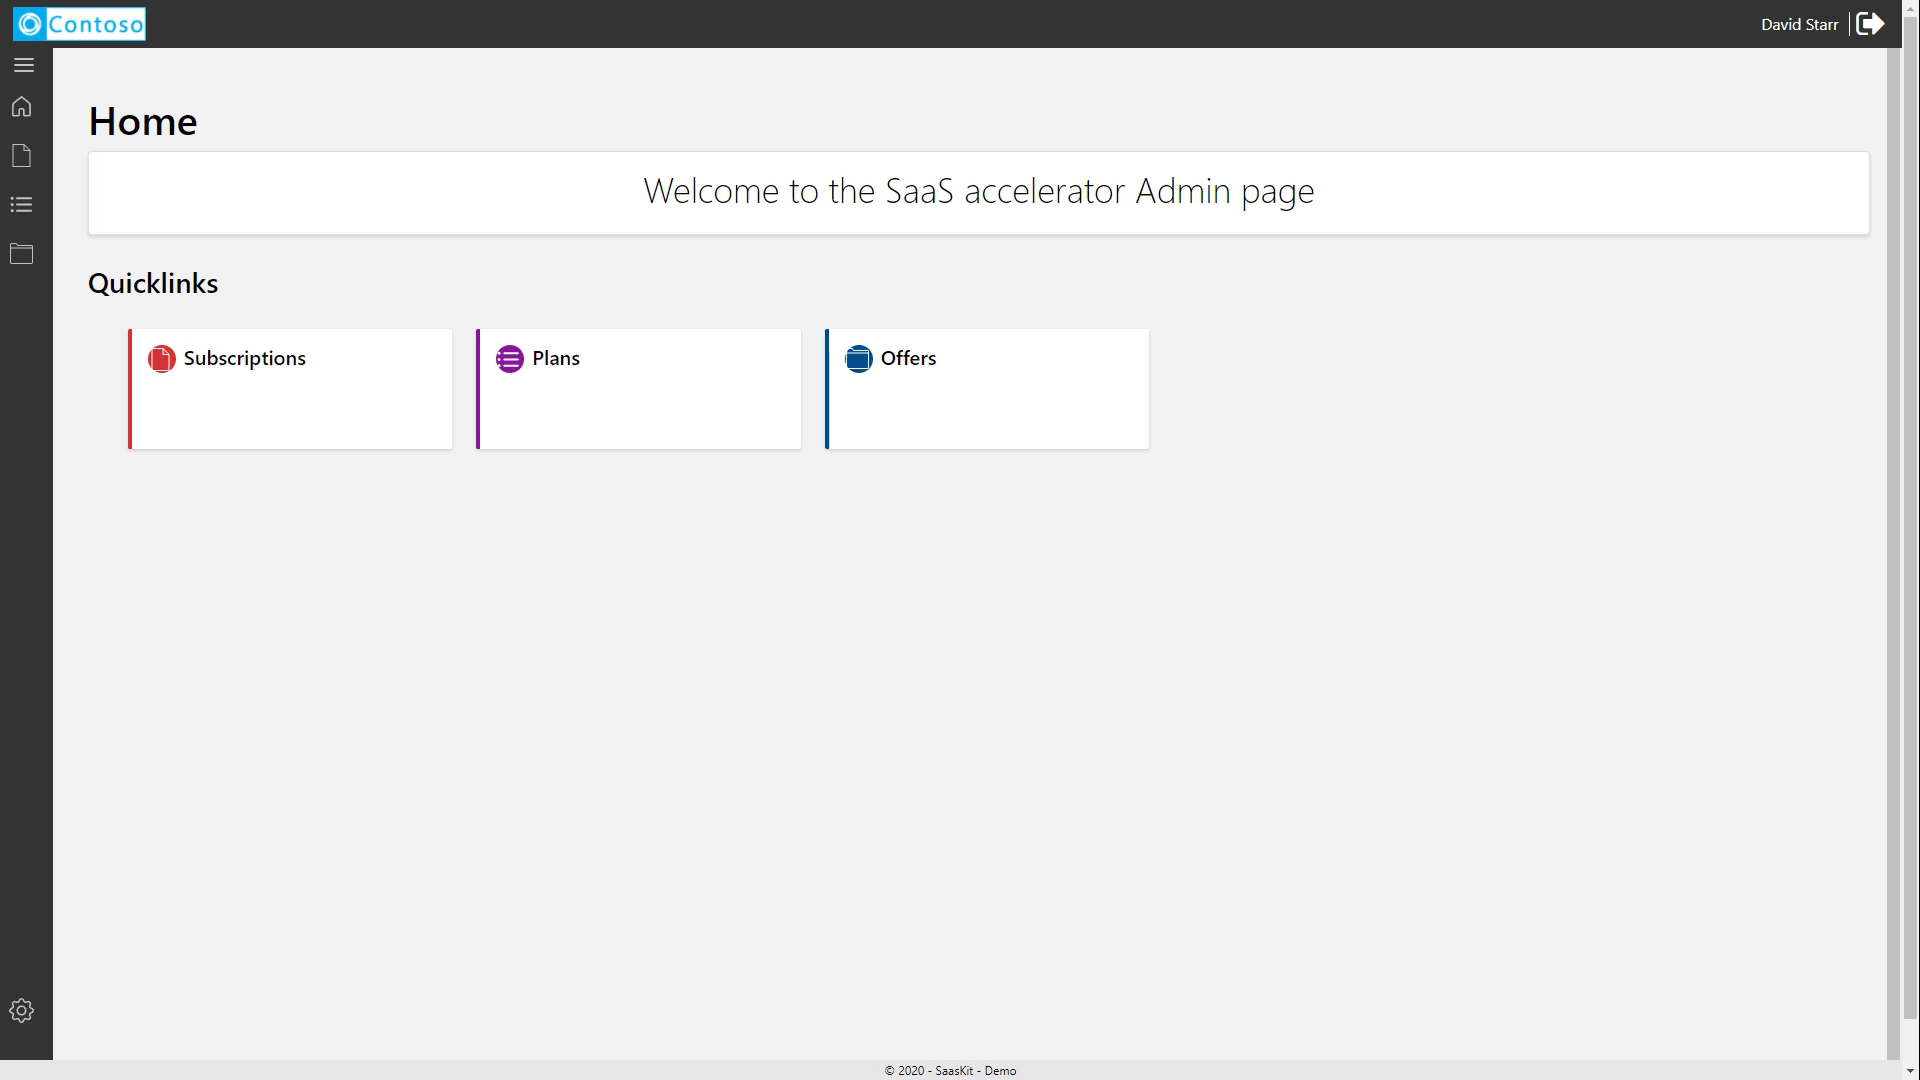 Contoso
David Starr
Home
Welcome to the SaaS accelerator Admin page
Quicklinks
Subscriptions
Plans
Offers
© 2020 - SaasKit - Demo